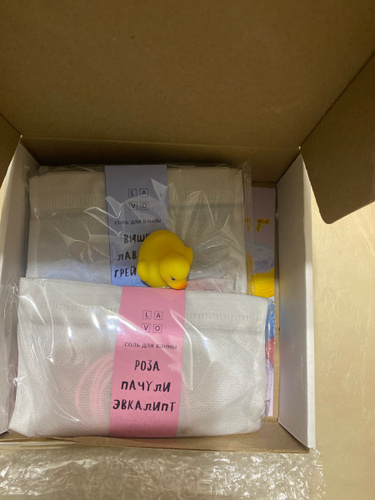 LA
VO
СОЛЬ ДЛЯ ВАННЫ
ВИШ
ЛАВ
ГРЕЙ
LA
VO
СОЛЬ ДЛЯ ВАННЫ
РОЗА
ПАЧУЛИ
ЭВКАЛИПТ